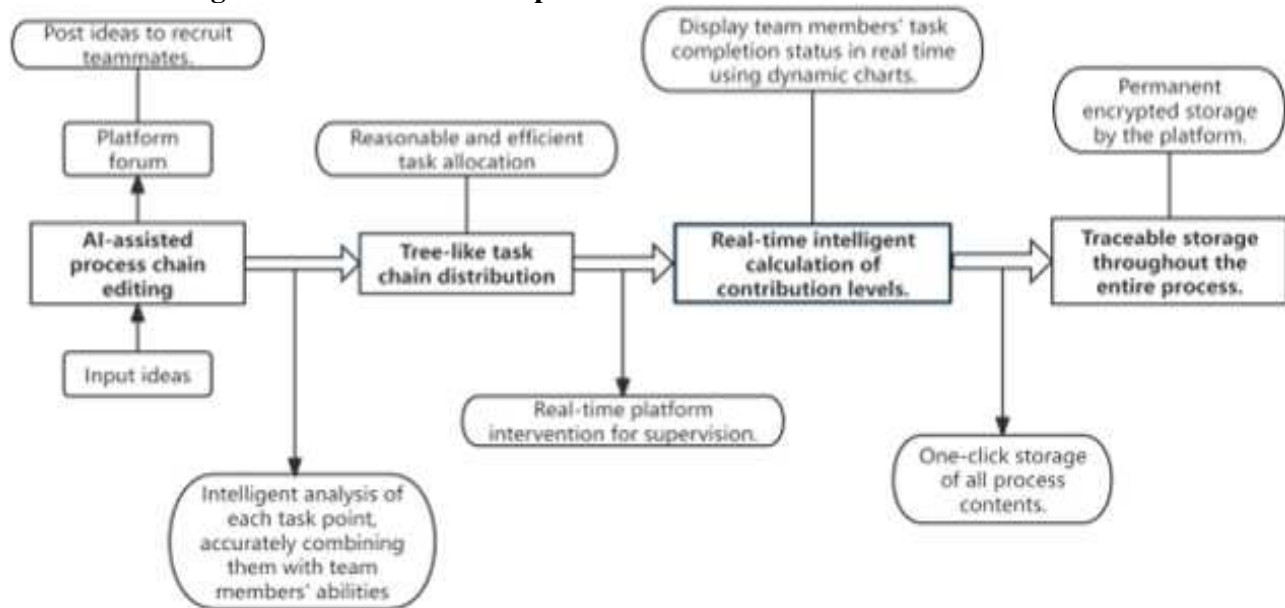 Post ideas to recruit
teammates.
Display team members' task
completion status in real time
using dynamic charts.
Permanent
encrypted storage
by the platform.
Platform
forum
Reasonable and efficient
task allocation
AI-assisted
process chain
editing
Tree-like task
chain distribution
Real-time intelligent
calculation of
contribution levels.
Traceable storage
throughout the
entire process.
Input ideas
Real-time platform
intervention for supervision.
One-click storage
of all process
contents.
Intelligent analysis of
each task point,
accurately combining
them with team
members' abilities